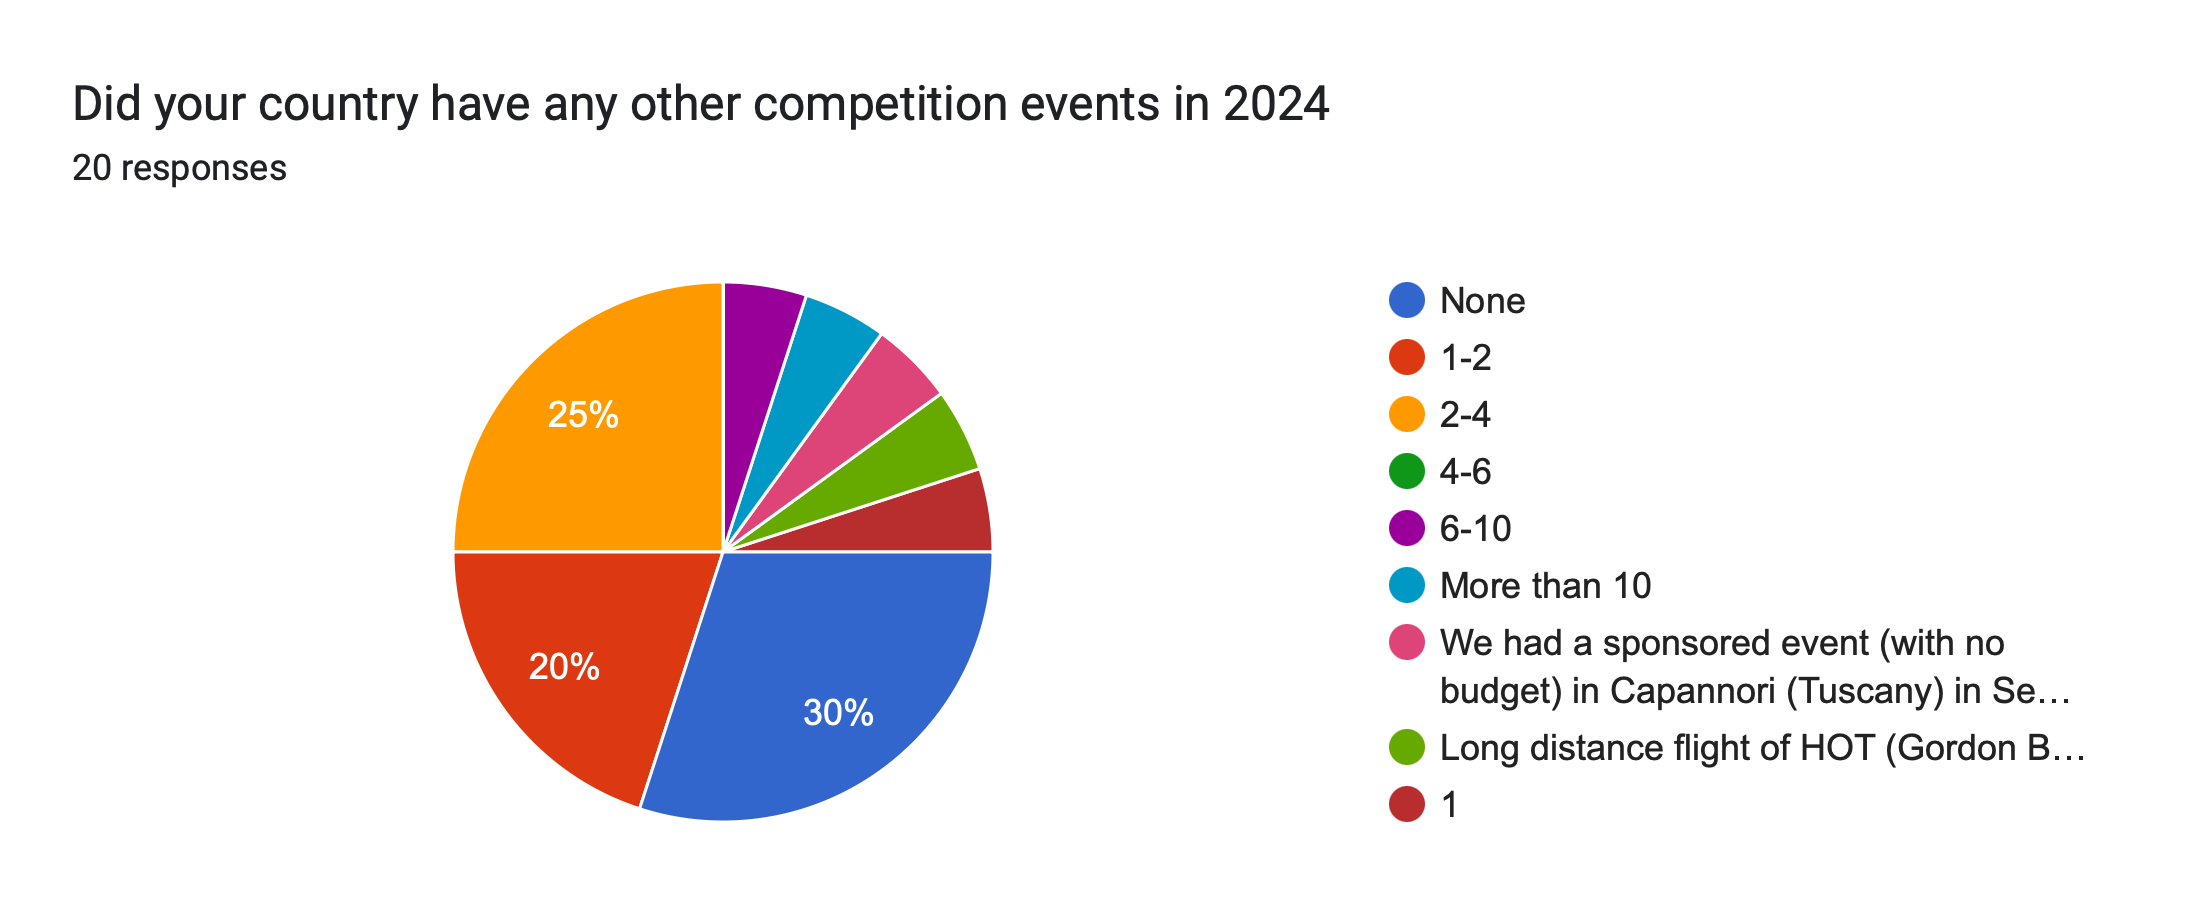 Did your country have any other competition events in 2024
20 responses
25%
20%
30%
None
1-2
2-4
4-6
6-10
More than 10
We had a sponsored event (with no
budget) in Capannori (Tuscany) in Se…
Long distance flight of HOT (Gordon B…
1